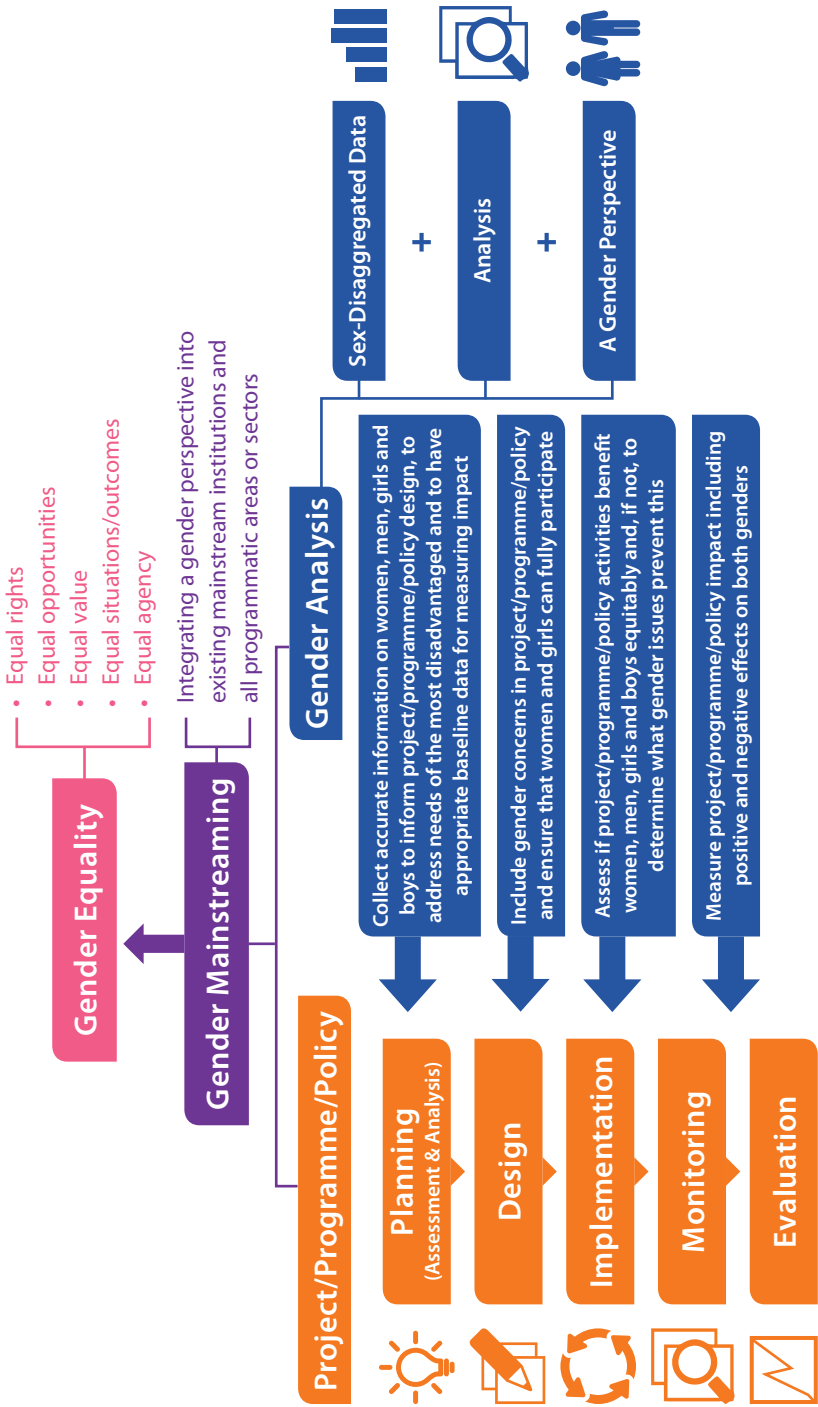 Gender Equality
• Equal rights
• Equal opportunities
• Equal value
• Equal situations/outcomes
• Equal agency
Gender Mainstreaming
Integrating a gender perspective into
existing mainstream institutions and
all programmatic areas or sectors
Project/Programme/Policy
Planning
(Assessment & Analysis)
Design
Implementation
Monitoring
Evaluation
Gender Analysis
Collect accurate information on women, men, girls and
boys to inform project/programme/policy design, to
address needs of the most disadvantaged and to have
appropriate baseline data for measuring impact
Include gender concerns in project/programme/policy
and ensure that women and girls can fully participate
Assess if project/programme/policy activities benefit
women, men, girls and boys equitably and, if not, to
determine what gender issues prevent this
Measure project/programme/policy impact including
positive and negative effects on both genders
Sex-Disaggregated Data
+
Analysis
+
A Gender Perspective